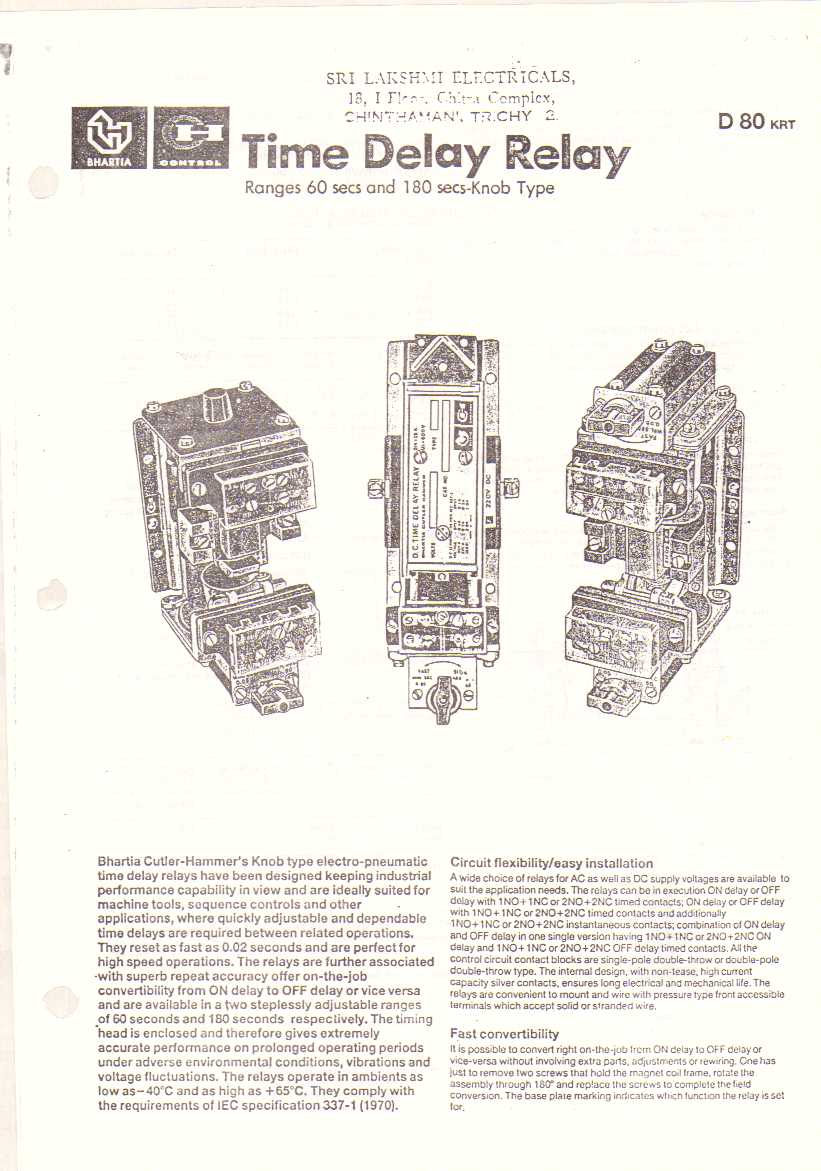 SRI LAKSHMI ELECTRICALS,
18, I Floor, Chitra Complex,
CHINTHAMANI, TRICHY 2.
D 80 KRT
BHARTIA
CONTROL
Time Delay Relay
Ranges 60 secs and 180 secs-Knob Type
D.C. TIME DELAY RELAY
BHARTIA CUTLER HAMMER
VOLTS
CAT NO
TYPE
220V DC
FAST
SLOW
SEC
Bhartia Cutler-Hammer's Knob type electro-pneumatic
time delay relays have been designed keeping industrial
performance capability in view and are ideally suited for
machine tools, sequence controls and other
applications, where quickly adjustable and dependable
time delays are required between related operations.
They reset as fast as 0.02 seconds and are perfect for
high speed operations. The relays are further associated
with superb repeat accuracy offer on-the-job
convertibility from ON delay to OFF delay or vice versa
and are available in a two steplessly adjustable ranges
of 60 seconds and 180 seconds respectively. The timing
head is enclosed and therefore gives extremely
accurate performance on prolonged operating periods
under adverse environmental conditions, vibrations and
voltage fluctuations. The relays operate in ambients as
low as-40°C and as high as +65°C. They comply with
the requirements of IEC specification 337-1 (1970).
Circuit flexibility/easy installation
A wide choice of relays for AC as well as DC supply voltages are available to
suit the application needs. The relays can be in execution ON delay or OFF
delay with 1NO+1NC or 2NO+2NC timed contacts; ON delay or OFF delay
with 1NO+1NC or 2NO+2NC timed contacts and additionally
1NO+1NC or 2NO+2NC instantaneous contacts; combination of ON delay
and OFF delay in one single version having 1NO+1NC or 2NO+2NC ON
delay and 1NO+1NC or 2NO+2NC OFF delay timed contacts. All the
control circuit contact blocks are single-pole double-throw or double-pole
double-throw type. The internal design, with non-tease, high current
capacity silver contacts, ensures long electrical and mechanical life. The
relays are convenient to mount and wire with pressure type front accessible
terminals which accept solid or stranded wire.
Fast convertibility
It is possible to convert right on-the-job from ON delay to OFF delay or
vice-versa without involving extra parts, adjustments or rewiring. One has
just to remove two screws that hold the magnet coil frame, rotate the
assembly through 180° and replace the screws to complete the field
conversion. The base plate marking indicates which function the relay is set
for.